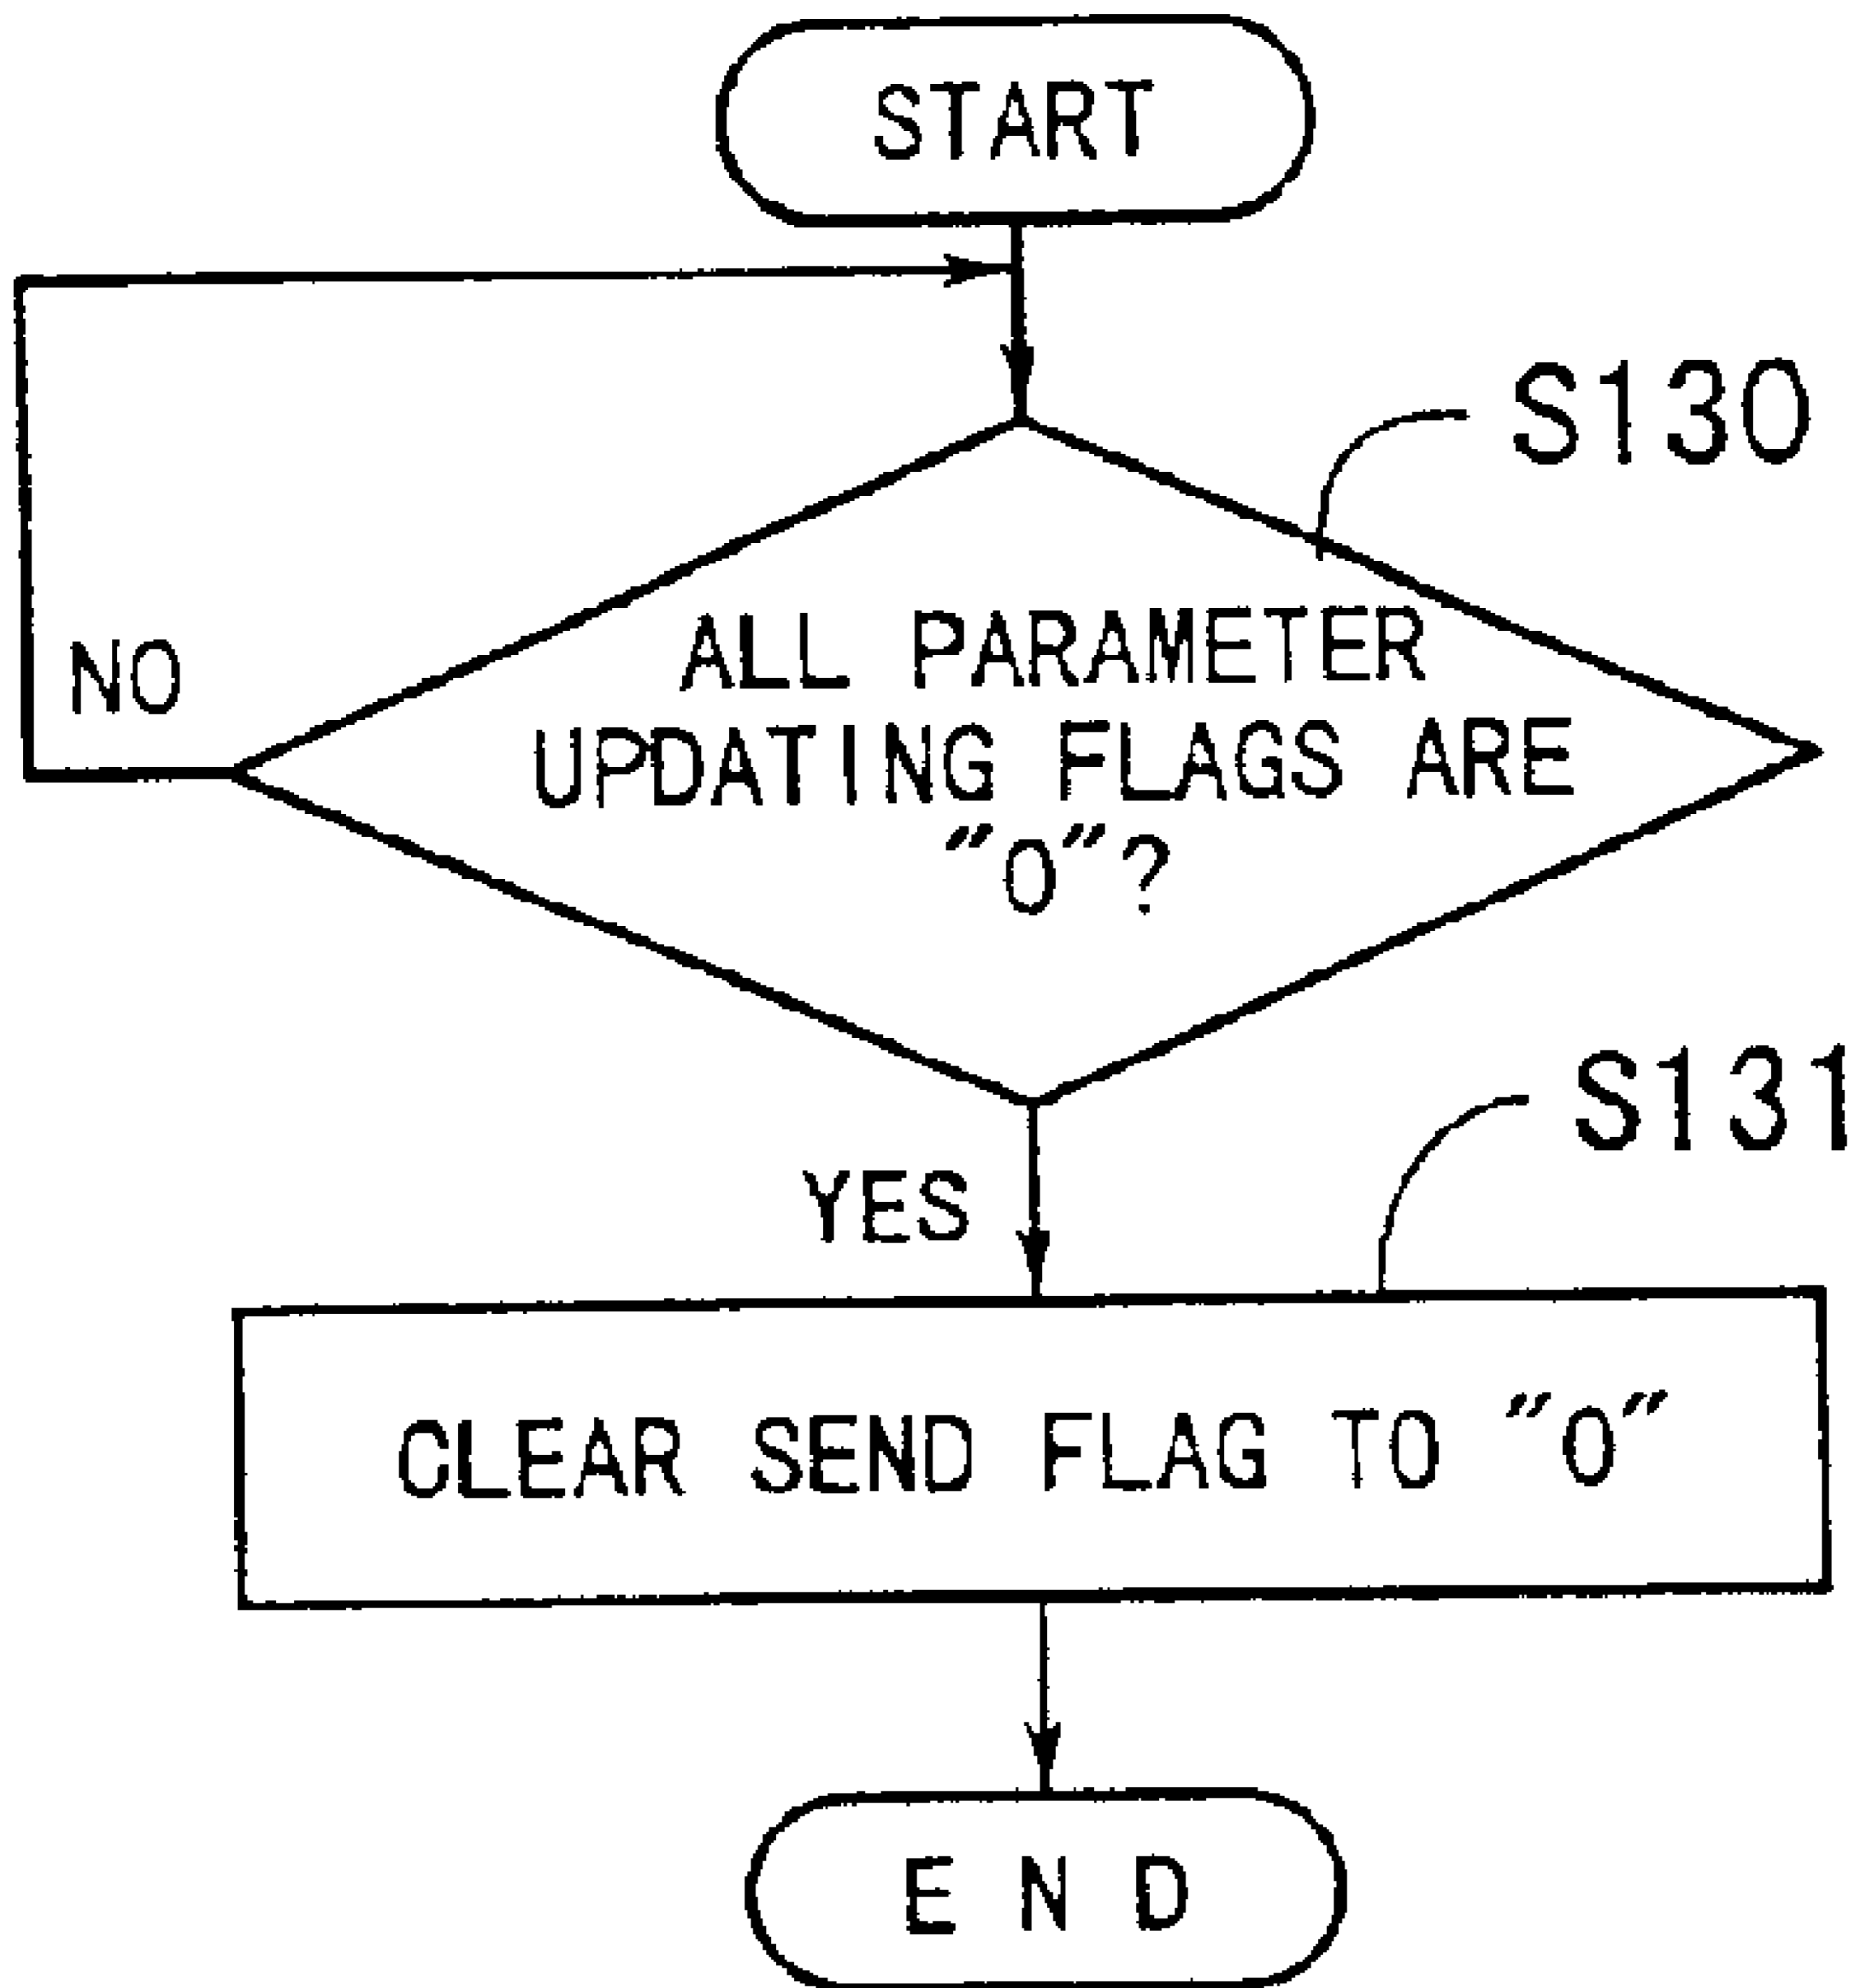 START
S130
NO
ALL PARAMETER
UPDATING FLAGS ARE
"0"?
S131
YES
CLEAR SEND FLAG TO "0"
END